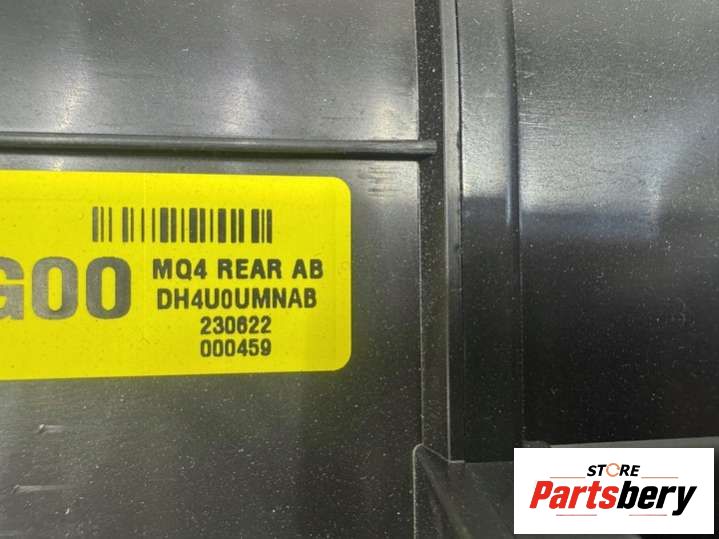 G00
MQ4 REAR AB
DH4U0UMNAB
230622
000459
STORE
Partsbery